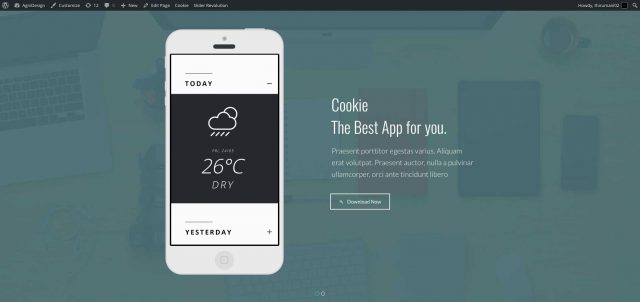 AgniDesign Customize 12 0 New Edit Page Cookie Slider Revolution
TODAY
FRI 24/05
26°C
DRY
YESTERDAY
Cookie
The Best App for you.
Praesent porttitor egestas varius. Aliquam
erat volutpat. Praesent auctor, nulla a pulvinar
ullamcorper, orci ante tincidunt libero
Download Now